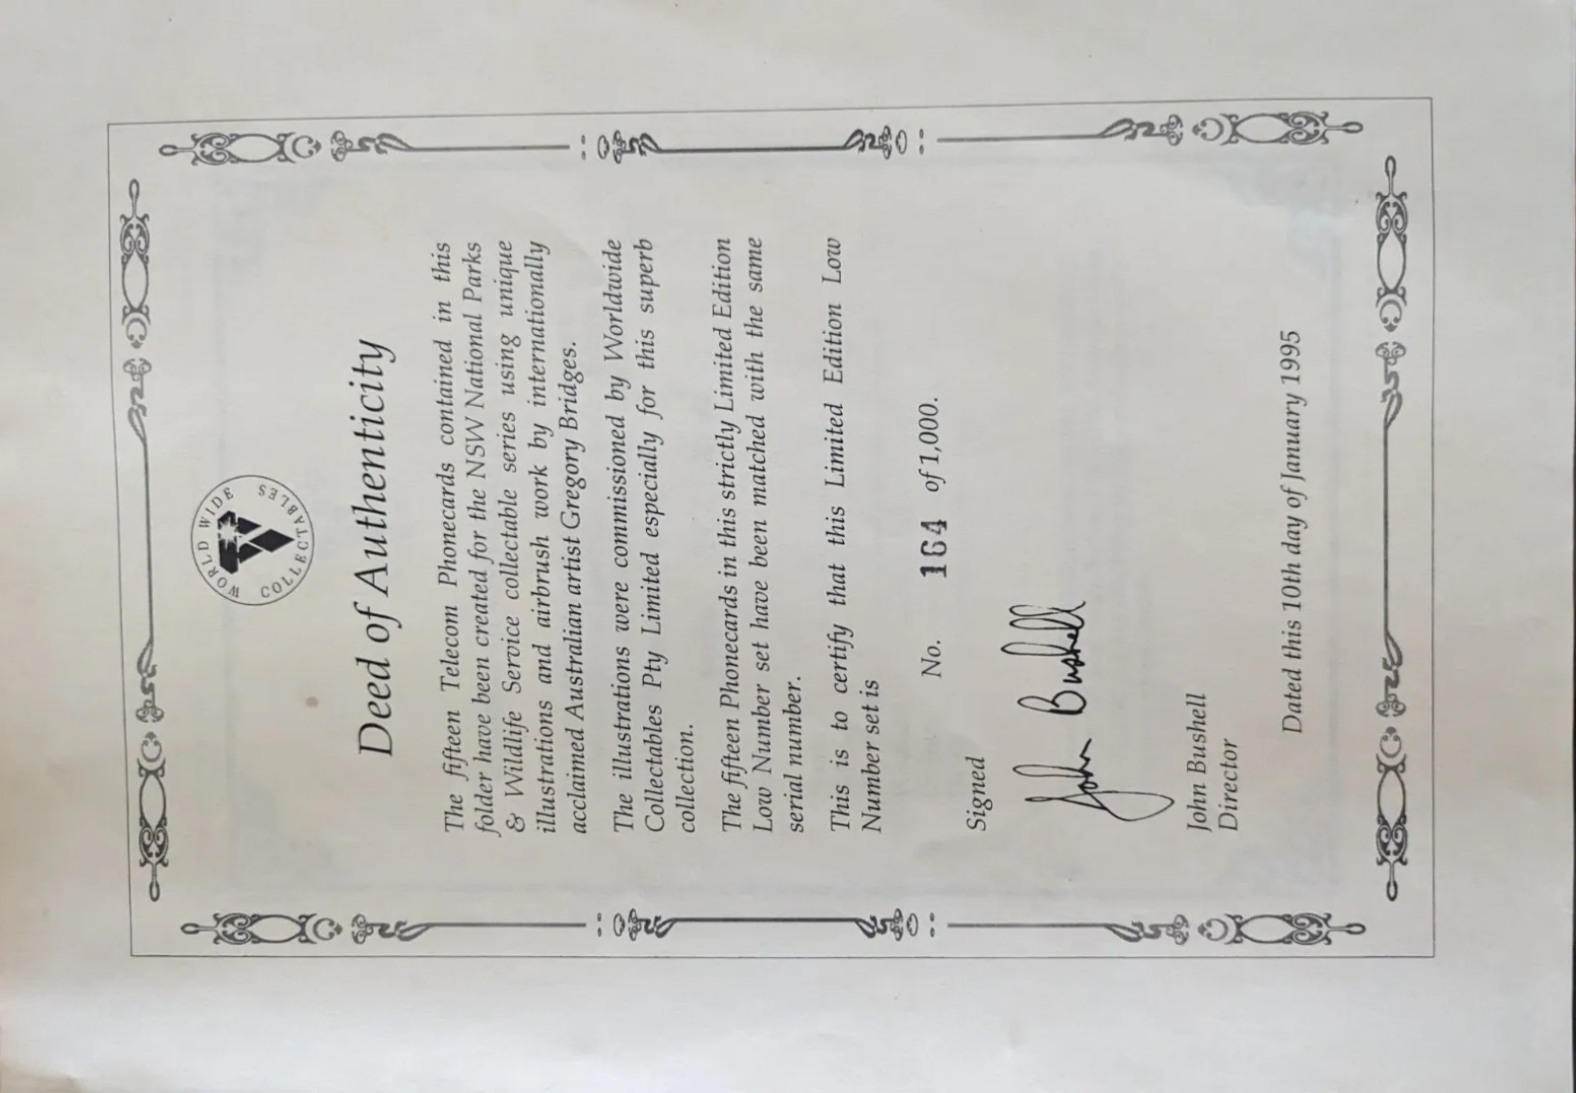 WORLD WIDE
COLLECTABLES
Deed of Authenticity
The fifteen Telecom Phonecards contained in this
folder have been created for the NSW National Parks
& Wildlife Service collectable series using unique
illustrations and airbrush work by internationally
acclaimed Australian artist Gregory Bridges.
The illustrations were commissioned by Worldwide
Collectables Pty Limited especially for this superb
collection.
The fifteen Phonecards in this strictly Limited Edition
Low Number set have been matched with the same
serial number.
This is to certify that this Limited Edition Low
Number set is
No. 164 of 1,000.
Signed
John Bushell
John Bushell
Director
Dated this 10th day of January 1995